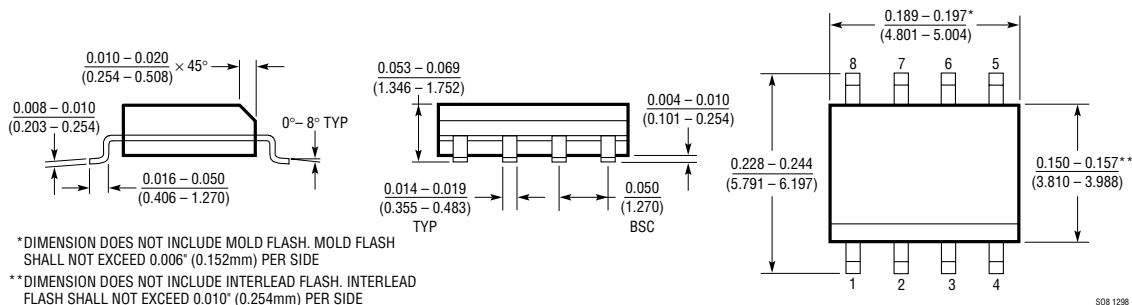 0.010 – 0.020
(0.254 – 0.508)
× 45°
0.008 – 0.010
(0.203 – 0.254)
0°– 8° TYP
0.016 – 0.050
(0.406 – 1.270)
0.053 – 0.069
(1.346 – 1.752)
0.004 – 0.010
(0.101 – 0.254)
0.014 – 0.019
(0.355 – 0.483)
TYP
0.050
(1.270)
BSC
0.189 – 0.197*
(4.801 – 5.004)
8 7 6 5
0.228 – 0.244
(5.791 – 6.197)
0.150 – 0.157**
(3.810 – 3.988)
1 2 3 4
*DIMENSION DOES NOT INCLUDE MOLD FLASH. MOLD FLASH
SHALL NOT EXCEED 0.006" (0.152mm) PER SIDE
**DIMENSION DOES NOT INCLUDE INTERLEAD FLASH. INTERLEAD
FLASH SHALL NOT EXCEED 0.010" (0.254mm) PER SIDE
SO8 1298